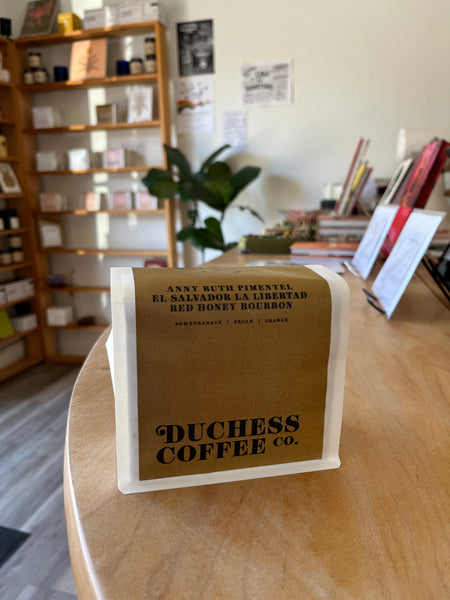 ANNY RUTH PIMENTEL
EL SALVADOR LA LIBERTAD
RED HONEY BOURBON
POMEGRANATE | PECAN | ORANGE
DUCHESS
COFFEE CO.